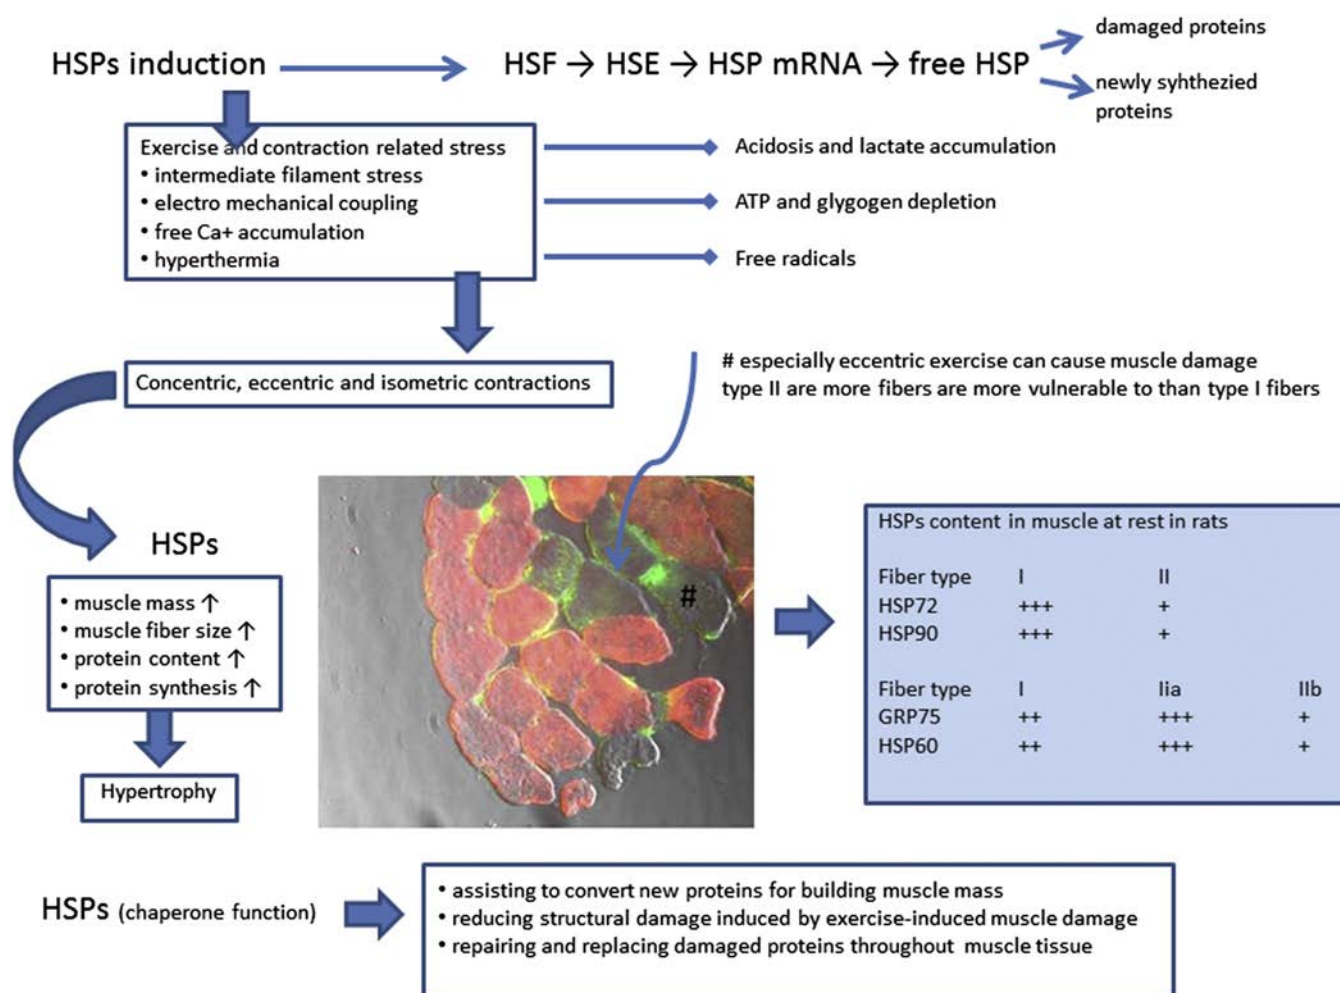 HSPs induction
HSF → HSE → HSP mRNA → free HSP
damaged proteins
newly syhthezied
proteins
Exercise and contraction related stress
• intermediate filament stress
• electro mechanical coupling
• free Ca+ accumulation
• hyperthermia
Acidosis and lactate accumulation
ATP and glygogen depletion
Free radicals
Concentric, eccentric and isometric contractions
# especially eccentric exercise can cause muscle damage
type II are more fibers are more vulnerable to than type I fibers
HSPs
• muscle mass ↑
• muscle fiber size ↑
• protein content ↑
• protein synthesis ↑
Hypertrophy
#
HSPs content in muscle at rest in rats
Fiber type I II
HSP72 +++ +
HSP90 +++ +
Fiber type I Iia IIb
GRP75 ++ +++ +
HSP60 ++ +++ +
HSPs (chaperone function)
• assisting to convert new proteins for building muscle mass
• reducing structural damage induced by exercise-induced muscle damage
• repairing and replacing damaged proteins throughout muscle tissue